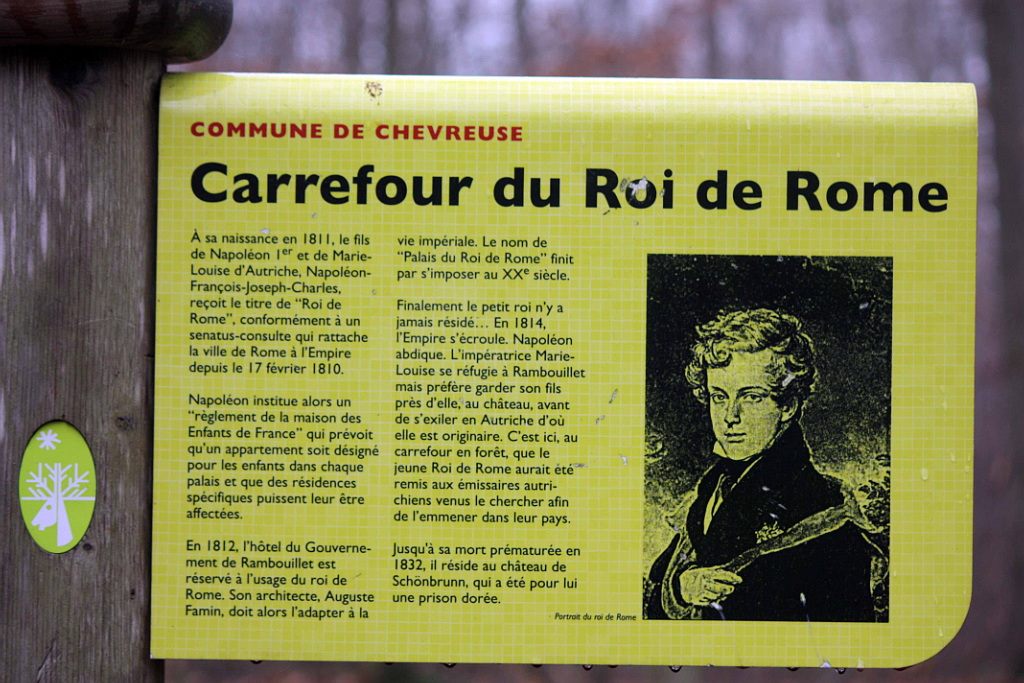 COMMUNE DE CHEVREUSE
Carrefour du Roi de Rome
À sa naissance en 1811, le fils
de Napoléon 1er et de Marie-
Louise d'Autriche, Napoléon-
François-Joseph-Charles,
reçoit le titre de "Roi de
Rome", conformément à un
senatus-consulte qui rattache
la ville de Rome à l'Empire
depuis le 17 février 1810.
Napoléon institue alors un
"règlement de la maison des
Enfants de France" qui prévoit
qu'un appartement soit désigné
pour les enfants dans chaque
palais et que des résidences
spécifiques puissent leur être
affectées.
En 1812, l'hôtel du Gouverne-
ment de Rambouillet est
réservé à l'usage du roi de
Rome. Son architecte, Auguste
Famin, doit alors l'adapter à la
vie impériale. Le nom de
"Palais du Roi de Rome" finit
par s'imposer au XXe siècle.
Finalement le petit roi n'y a
jamais résidé... En 1814,
l'Empire s'écroule. Napoléon
abdique. L'impératrice Marie-
Louise se réfugie à Rambouillet
mais préfère garder son fils
près d'elle, au château, avant
de s'exiler en Autriche d'où
elle est originaire. C'est ici, au
carrefour en forêt, que le
jeune Roi de Rome aurait été
remis aux émissaires autri-
chiens venus le chercher afin
de l'emmener dans leur pays.
Jusqu'à sa mort prématurée en
1832, il réside au château de
Schönbrunn, qui a été pour lui
une prison dorée.
Portrait du roi de Rome